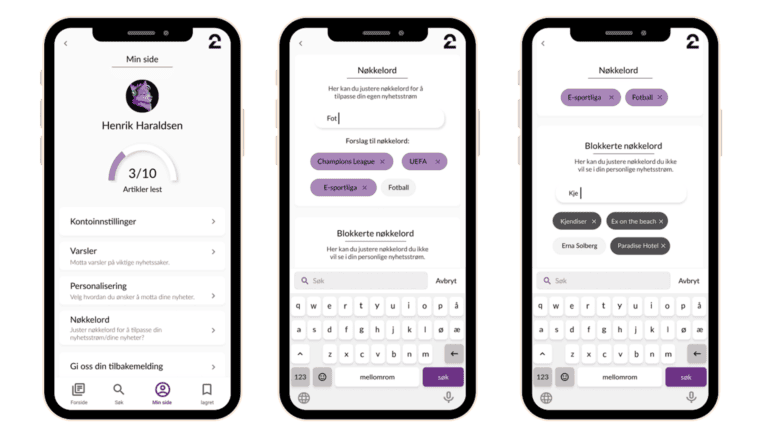 2
Min side
Henrik Haraldsen
3/10
Artikler lest
Kontoinnstillinger
Varsler
Motta varsler på viktige nyhetssaker.
Personalisering
Velg hvordan du ønsker å motta dine nyheter.
Nøkkelord
Juster nøkkelord for å tilpasse din
nyhetsstrøm/dine nyheter?
Gi oss din tilbakemelding
Forside
Søk
Min side
lagret
2
Nøkkelord
Her kan du justere nøkkelord for å
tilpasse din egen nyhetsstrøm
Fot
Forslag til nøkkelord:
Champions League × UEFA ×
E-sportliga × Fotball
Blokkerte nøkkelord
Her kan du justere nøkkelord du ikke
vil se i din personlige nyhetsstrøm.
Søk Avbryt
q w e r t y u i o p å
a s d f g h j k l ø æ
z x c v b n m
123 mellomrom søk
2
Nøkkelord
E-sportliga × Fotball ×
Blokkerte nøkkelord
Her kan du justere nøkkelord du ikke
vil se i din personlige nyhetsstrøm.
Kje
Kjendiser × Ex on the beach ×
Erna Solberg Paradise Hotel ×
Søk Avbryt
q w e r t y u i o p å
a s d f g h j k l ø æ
z x c v b n m
123 mellomrom søk